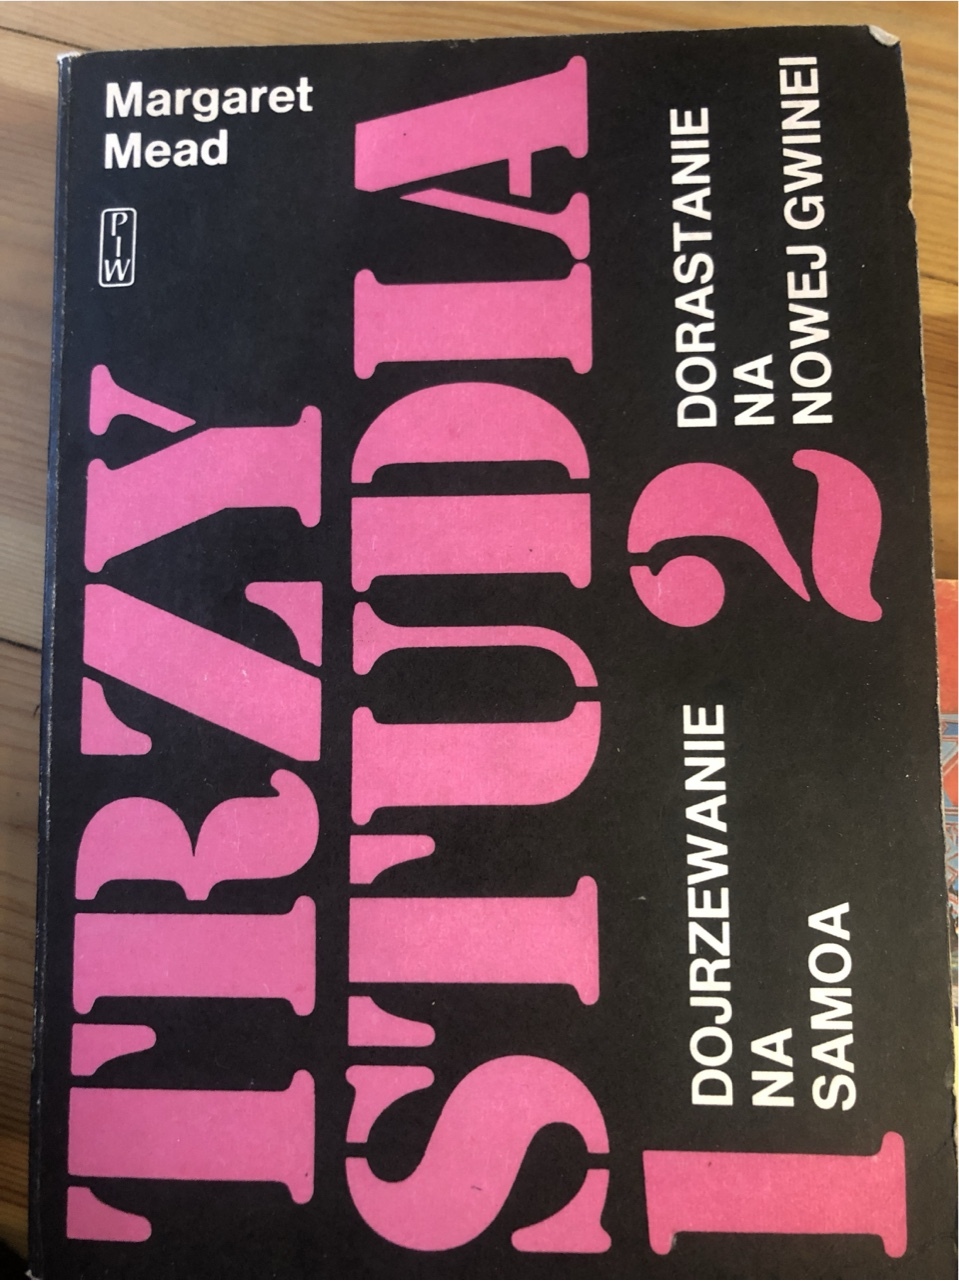 Margaret
Mead
PIW
TRZY
STUDIA
1
DOJRZEWANIE
NA
SAMOA
2
DORASTANIE
NA
NOWEJ GWINEI